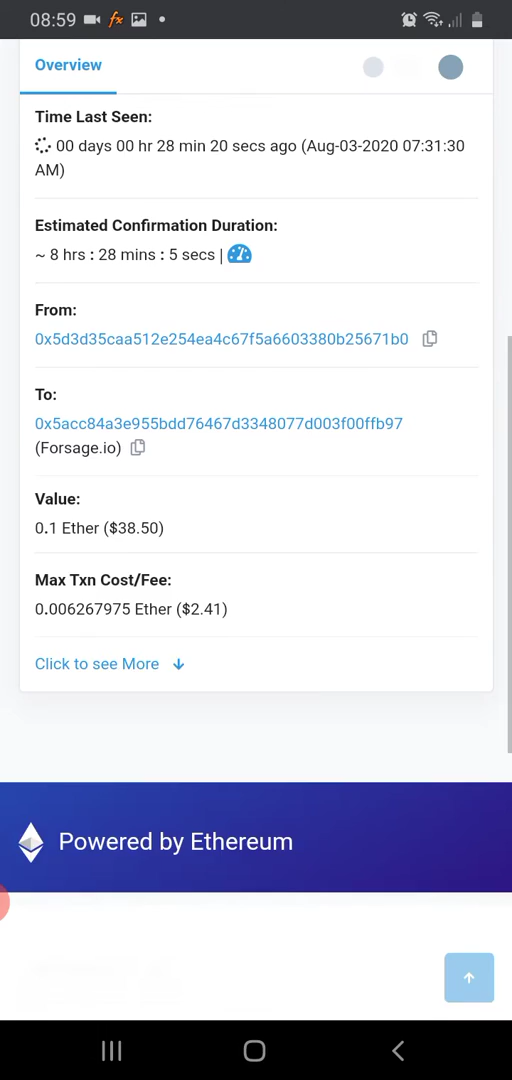 08:59
Overview
Time Last Seen:
00 days 00 hr 28 min 20 secs ago (Aug-03-2020 07:31:30
AM)
Estimated Confirmation Duration:
~ 8 hrs : 28 mins : 5 secs |
From:
0x5d3d35caa512e254ea4c67f5a6603380b25671b0
To:
0x5acc84a3e955bdd76467d3348077d003f00ffb97
(Forsage.io)
Value:
0.1 Ether ($38.50)
Max Txn Cost/Fee:
0.006267975 Ether ($2.41)
Click to see More
Powered by Ethereum